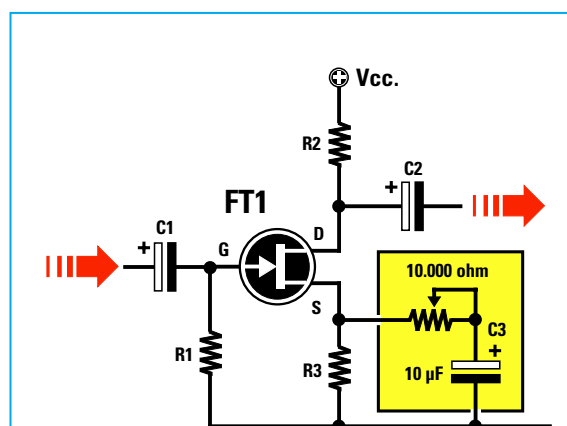 Vcc.
R2
C2
+
FT1
C1
D
+
G
10.000 ohm
S
C3
+
R1
R3
10 µF